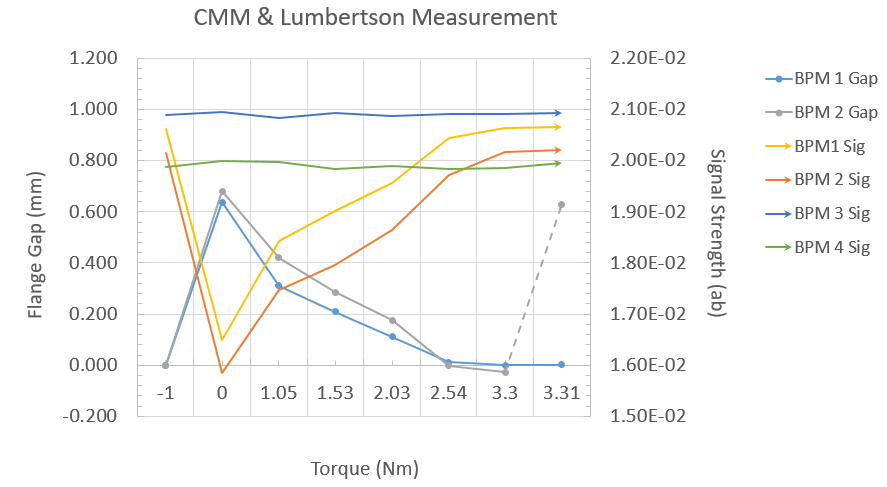 CMM & Lumbertson Measurement
1.200
1.000
0.800
0.600
0.400
0.200
0.000
-0.200
Flange Gap (mm)
-1 0 1.05 1.53 2.03 2.54 3.3 3.31
Torque (Nm)
2.20E-02
2.10E-02
2.00E-02
1.90E-02
1.80E-02
1.70E-02
1.60E-02
1.50E-02
Signal Strength (ab)
BPM 1 Gap
BPM 2 Gap
BPM1 Sig
BPM 2 Sig
BPM 3 Sig
BPM 4 Sig